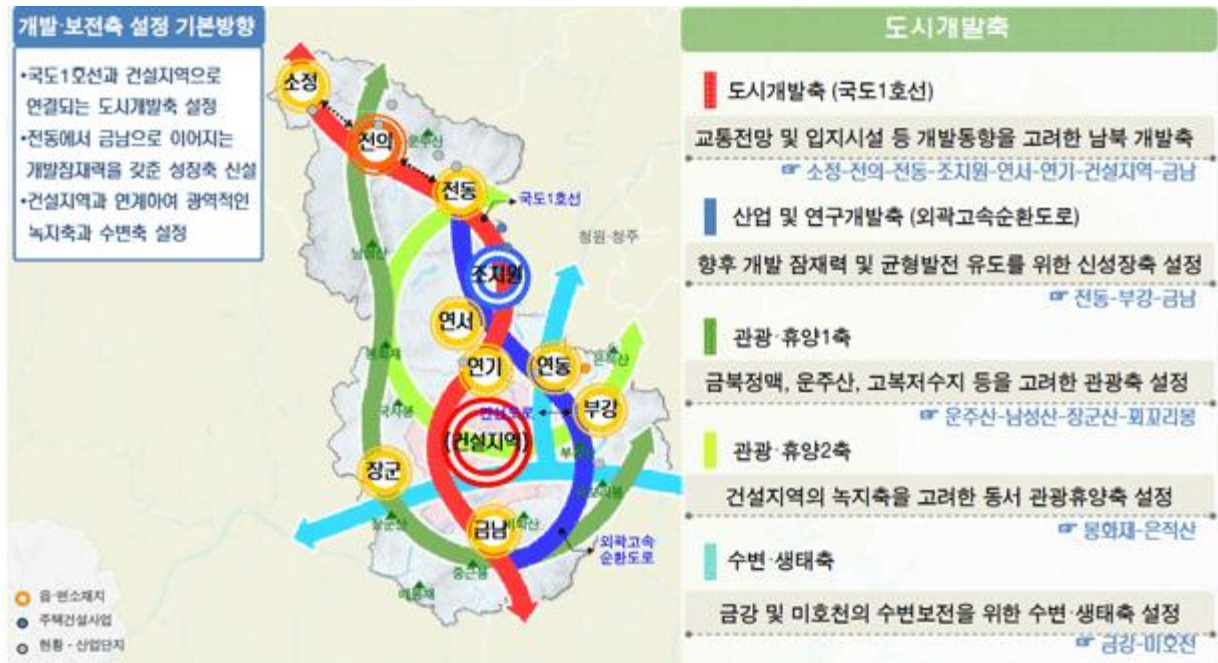 개발·보전축 설정 기본방향
•국도1호선과 건설지역으로
연결되는 도시개발축 설정
•전동에서 금남으로 이어지는
개발잠재력을 갖춘 성장축 신설
•건설지역과 연계하여 광역적인
녹지축과 수변축 설정
소정
전의
운주산
전동
국도1호선
청원·청주
남성산
조치원
연서
연기
연동
은적산
봉화재
국사봉
부강
(건설지역)
장군
장군산
금남
외곽고속
순환도로
읍·면소재지
주택건설사업
현황 - 산업단지
도시개발축
도시개발축 (국도1호선)
교통전망 및 입지시설 등 개발동향을 고려한 남북 개발축
☞ 소정-전의-전동-조치원-연서-연기-건설지역-금남
산업 및 연구개발축 (외곽고속순환도로)
향후 개발 잠재력 및 균형발전 유도를 위한 신성장축 설정
☞ 전동-부강-금남
관광·휴양1축
금북정맥, 운주산, 고복저수지 등을 고려한 관광축 설정
☞ 운주산-남성산-장군산-꾀꼬리봉
관광·휴양2축
건설지역의 녹지축을 고려한 동서 관광휴양축 설정
☞ 봉화재-은적산
수변·생태축
금강 및 미호천의 수변보전을 위한 수변·생태축 설정
☞ 금강-미호천